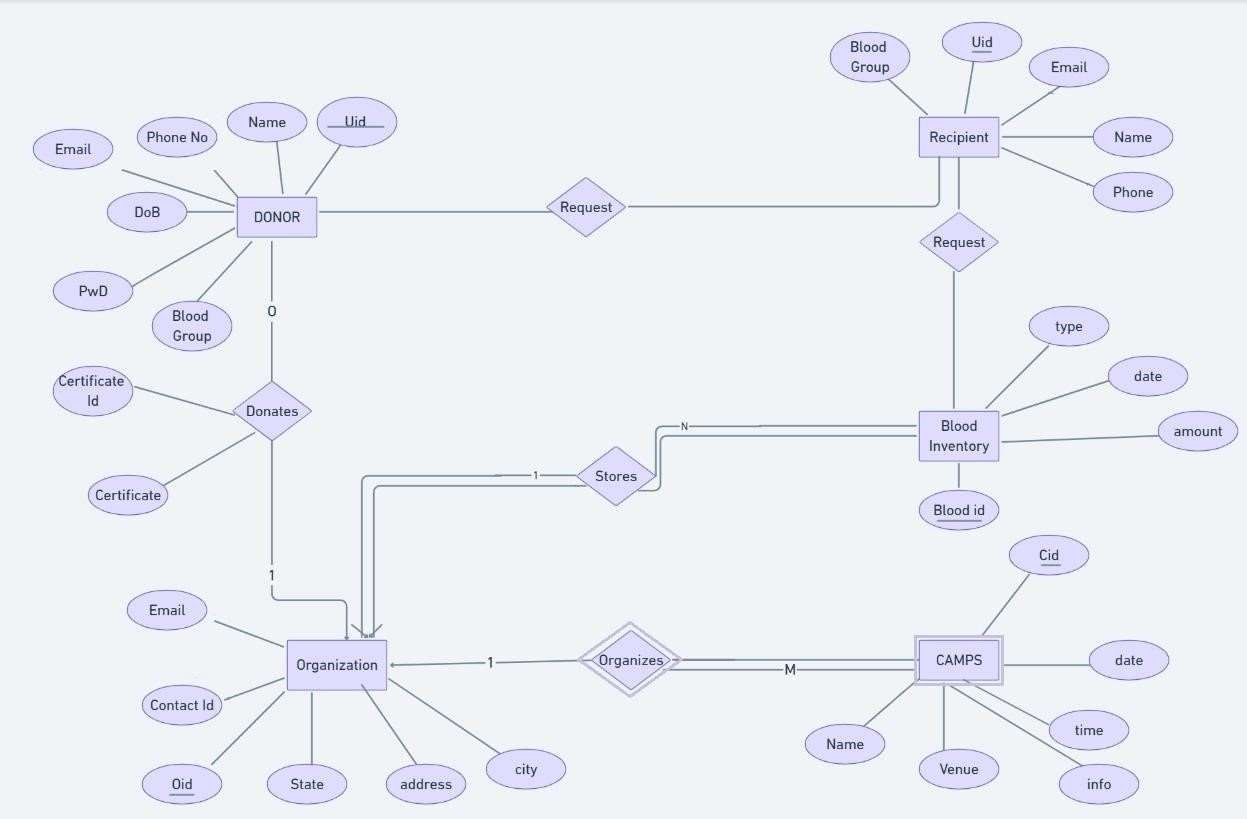 Blood
Group
Uid
Email
Recipient
Name
Phone
Email
Phone No
Name
Uid
DoB
DONOR
PwD
Blood
Group
Request
Request
O
Certificate
Id
Donates
Certificate
1
type
date
amount
Blood
Inventory
Blood id
N
Stores
1
Cid
Email
Organization
Contact Id
Oid
State
address
city
1
Organizes
M
CAMPS
date
time
Name
Venue
info